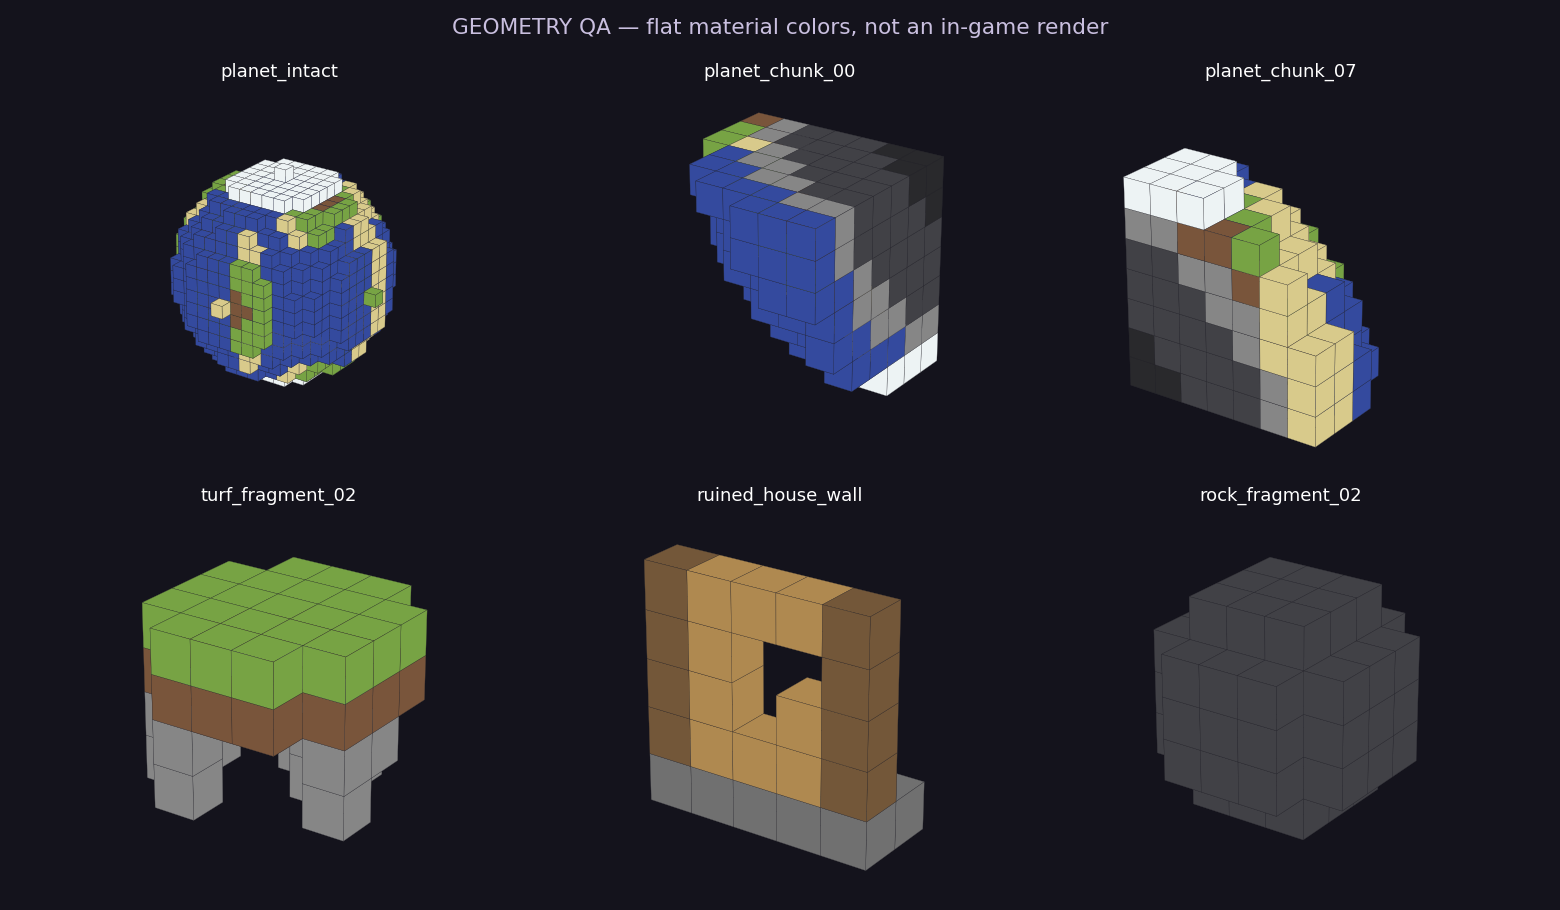 GEOMETRY QA — flat material colors, not an in-game render
planet_intact
planet_chunk_00
planet_chunk_07
turf_fragment_02
ruined_house_wall
rock_fragment_02